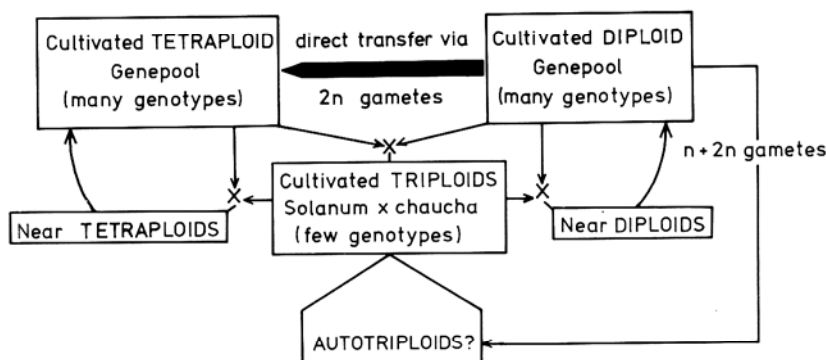 Cultivated TETRAPLOID
Genepool
(many genotypes)
direct transfer via
2n gametes
Cultivated DIPLOID
Genepool
(many genotypes)
n + 2n gametes
X
X
X
Cultivated TRIPLOIDS
Solanum x chaucha
(few genotypes)
Near TETRAPLOIDS
Near DIPLOIDS
AUTOTRIPLOIDS?